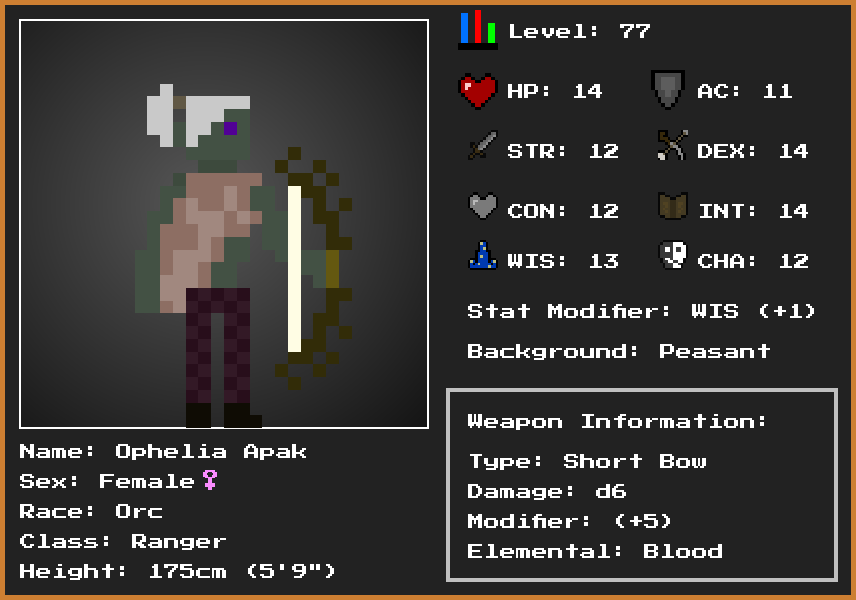 Level: 77
HP: 14 AC: 11
STR: 12 DEX: 14
CON: 12 INT: 14
WIS: 13 CHA: 12
Stat Modifier: WIS (+1)
Background: Peasant
Weapon Information:
Type: Short Bow
Damage: d6
Modifier: (+5)
Elemental: Blood
Name: Ophelia Apak
Sex: Female♀
Race: Orc
Class: Ranger
Height: 175cm (5'9")